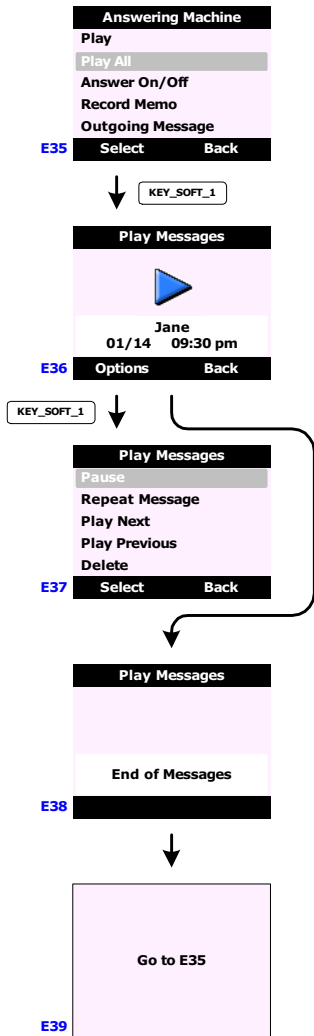 Answering Machine
Play
Play All
Answer On/Off
Record Memo
Outgoing Message
E35 Select Back
KEY_SOFT_1
Play Messages
Jane
01/14 09:30 pm
E36 Options Back
KEY_SOFT_1
Play Messages
Pause
Repeat Message
Play Next
Play Previous
Delete
E37 Select Back
Play Messages
End of Messages
E38
Go to E35
E39